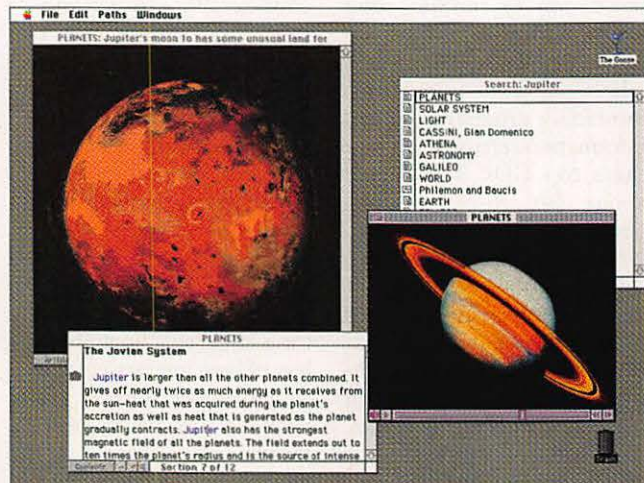 File Edit Paths Windows
PLANETS: Jupiter's moon Io has some unusual land for
The Goose
Search: Jupiter
PLANETS
SOLAR SYSTEM
LIGHT
CASSINI, Gian Domenico
ATHENA
ASTRONOMY
GALILEO
WORLD
Philemon and Baucis
EARTH
PLANETS
PLANETS
The Jovian System
Jupiter is larger than all the other planets combined. It
gives off nearly twice as much energy as it receives from
the sun-heat that was acquired during the planet's
accretion as well as heat that is generated as the planet
gradually contracts. Jupiter also has the strongest
magnetic field of all the planets. The field extends out to
ten times the planet's radius and is the source of intense
Section 7 of 12